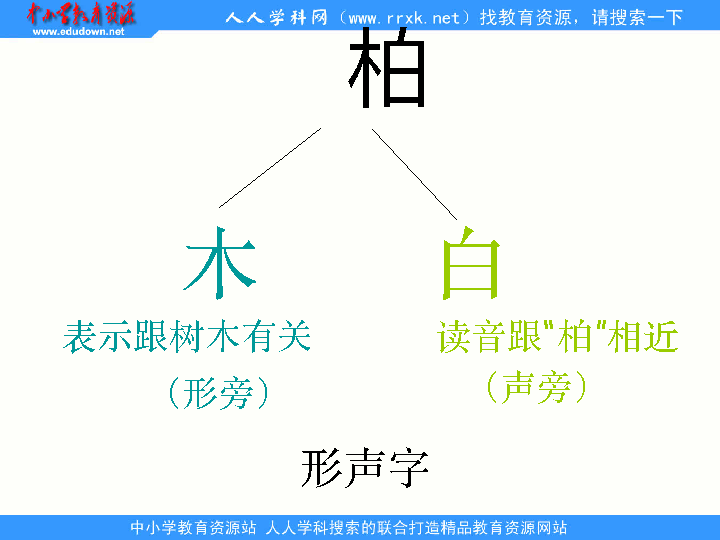 中小学教育资源
www.edudown.net
人人学科网（www.rrxk.net）找教育资源，请搜索一下
柏
木 白
表示跟树木有关 读音跟“柏”相近
（形旁） （声旁）
形声字
中小学教育资源站 人人学科搜索的联合打造精品教育资源网站